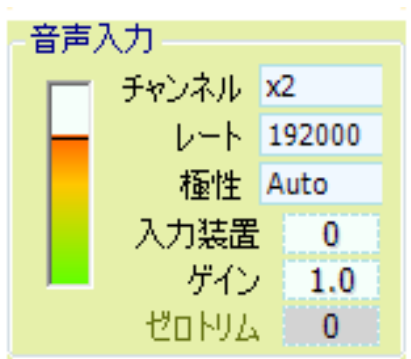 音声入力
チャンネル x2
レート 192000
極性 Auto
入力装置 0
ゲイン 1.0
ゼロトリム 0